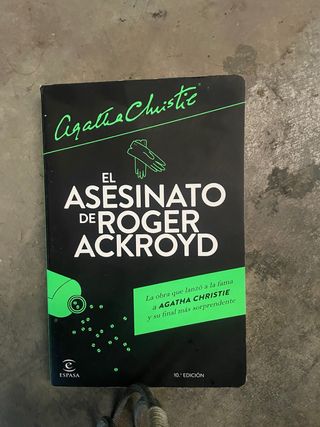 Agatha Christie
EL
ASESINATO
DE ROGER
ACKROYD
La obra que lanzó a la fama
a AGATHA CHRISTIE
y su final más sorprendente
ESPASA
10.ª EDICIÓN